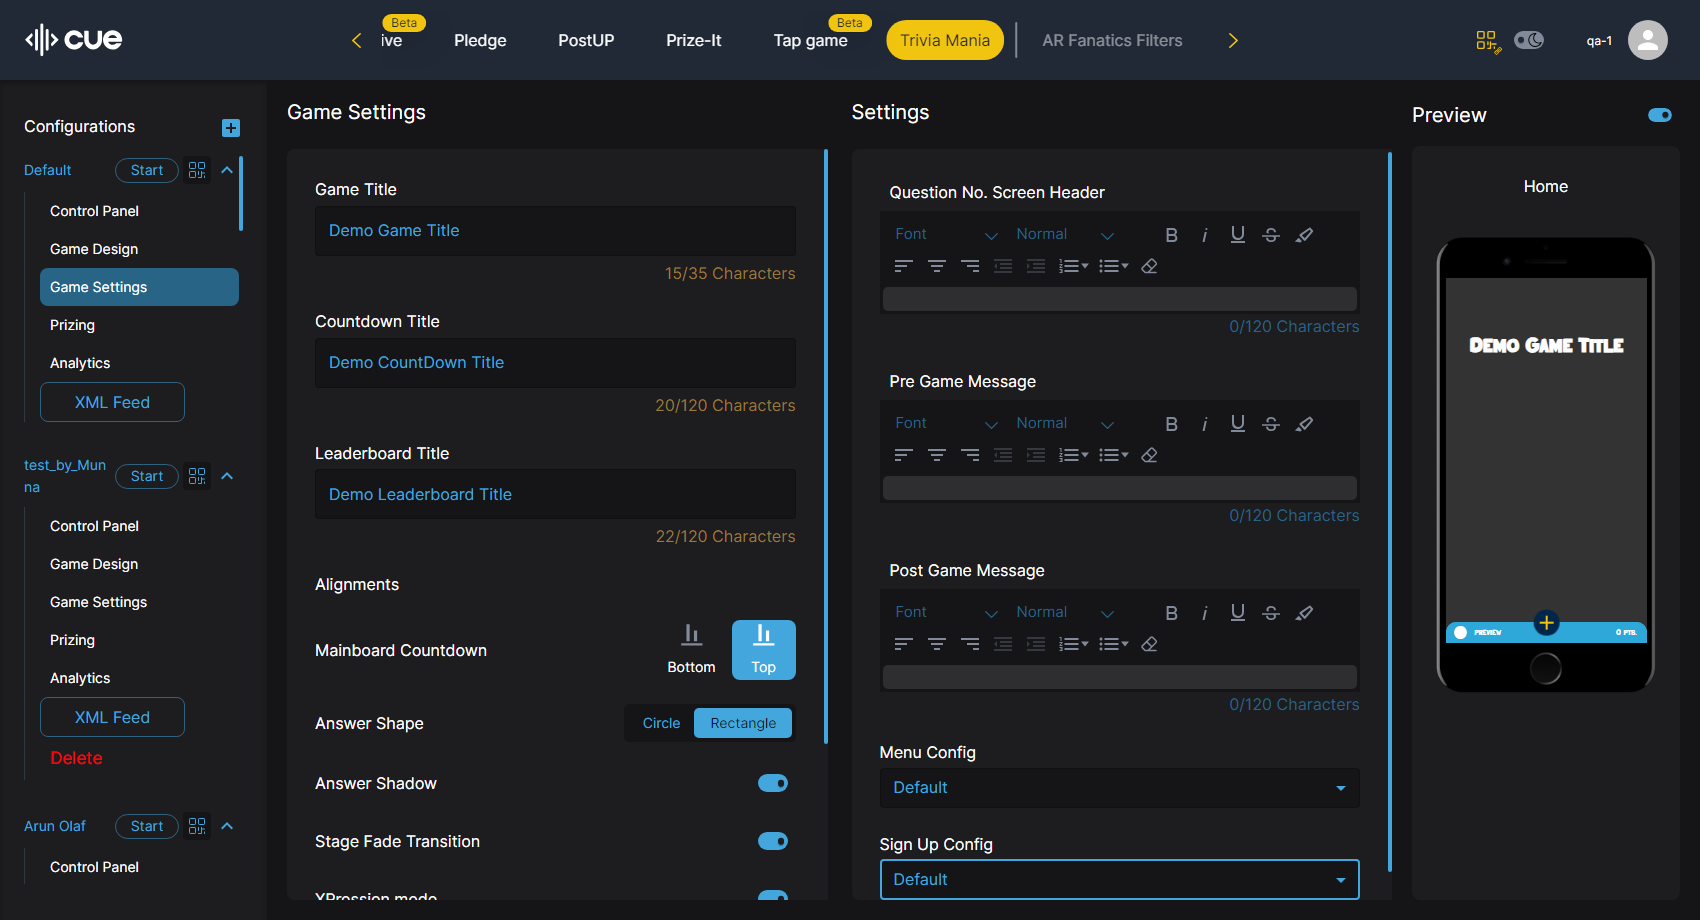 cue
Beta
ive
Pledge
PostUP
Prize-It
Beta
Tap game
Trivia Mania
AR Fanatics Filters
qa-1
Configurations
Default
Start
Control Panel
Game Design
Game Settings
Prizing
Analytics
XML Feed
test_by_Mun
na
Start
Control Panel
Game Design
Game Settings
Prizing
Analytics
XML Feed
Delete
Arun Olaf
Start
Control Panel
Game Settings
Game Title
Demo Game Title
15/35 Characters
Countdown Title
Demo CountDown Title
20/120 Characters
Leaderboard Title
Demo Leaderboard Title
22/120 Characters
Alignments
Mainboard Countdown
Bottom
Top
Answer Shape
Circle
Rectangle
Answer Shadow
Stage Fade Transition
XPression mode
Settings
Question No. Screen Header
Font
Normal
B i U S
0/120 Characters
Pre Game Message
Font
Normal
B i U S
0/120 Characters
Post Game Message
Font
Normal
B i U S
0/120 Characters
Menu Config
Default
Sign Up Config
Default
Preview
Home
Demo Game Title
PREVIEW
0 PTS.